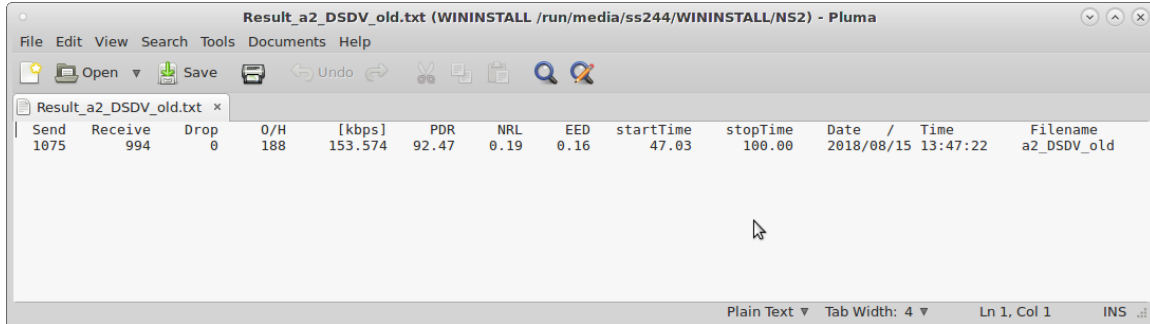 Result_a2_DSDV_old.txt (WININSTALL /run/media/ss244/WININSTALL/NS2) - Pluma
File Edit View Search Tools Documents Help
Open Save Undo
Result_a2_DSDV_old.txt ×
Send Receive Drop O/H [kbps] PDR NRL EED startTime stopTime Date / Time Filename
1075 994 0 188 153.574 92.47 0.19 0.16 47.03 100.00 2018/08/15 13:47:22 a2_DSDV_old
Plain Text Tab Width: 4 Ln 1, Col 1 INS